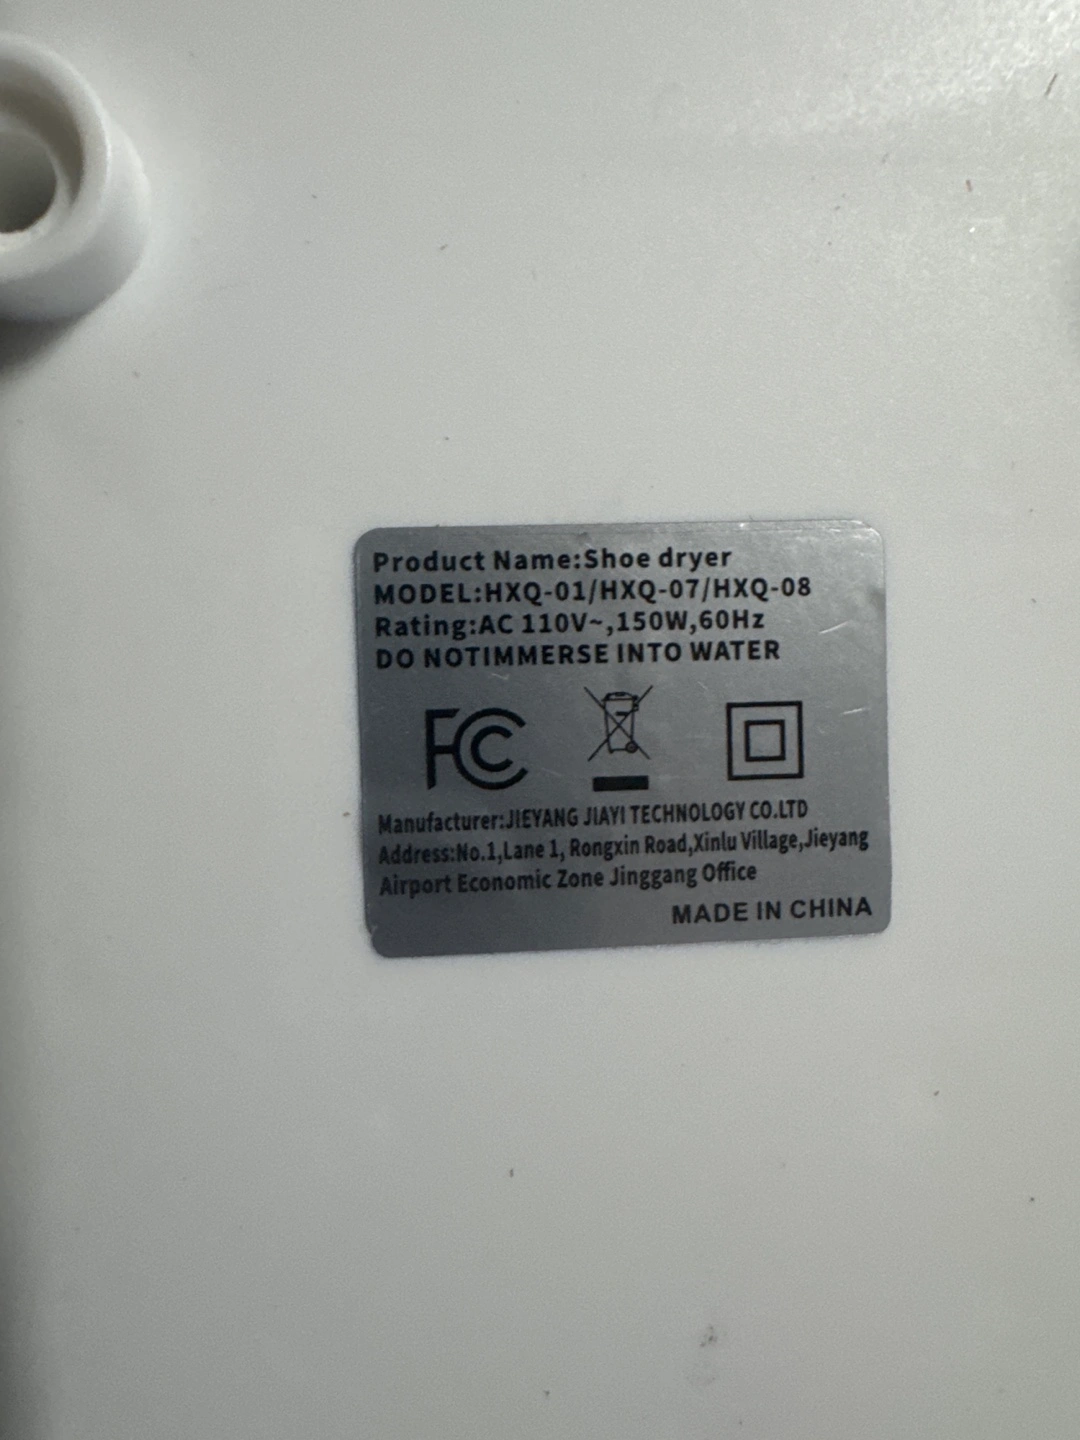 Product Name:Shoe dryer
MODEL:HXQ-01/HXQ-07/HXQ-08
Rating:AC 110V~,150W,60Hz
DO NOTIMMERSE INTO WATER
FC
Manufacturer:JIEYANG JIAYI TECHNOLOGY CO.LTD
Address:No.1,Lane 1, Rongxin Road,Xinlu Village,Jieyang
Airport Economic Zone Jinggang Office
MADE IN CHINA